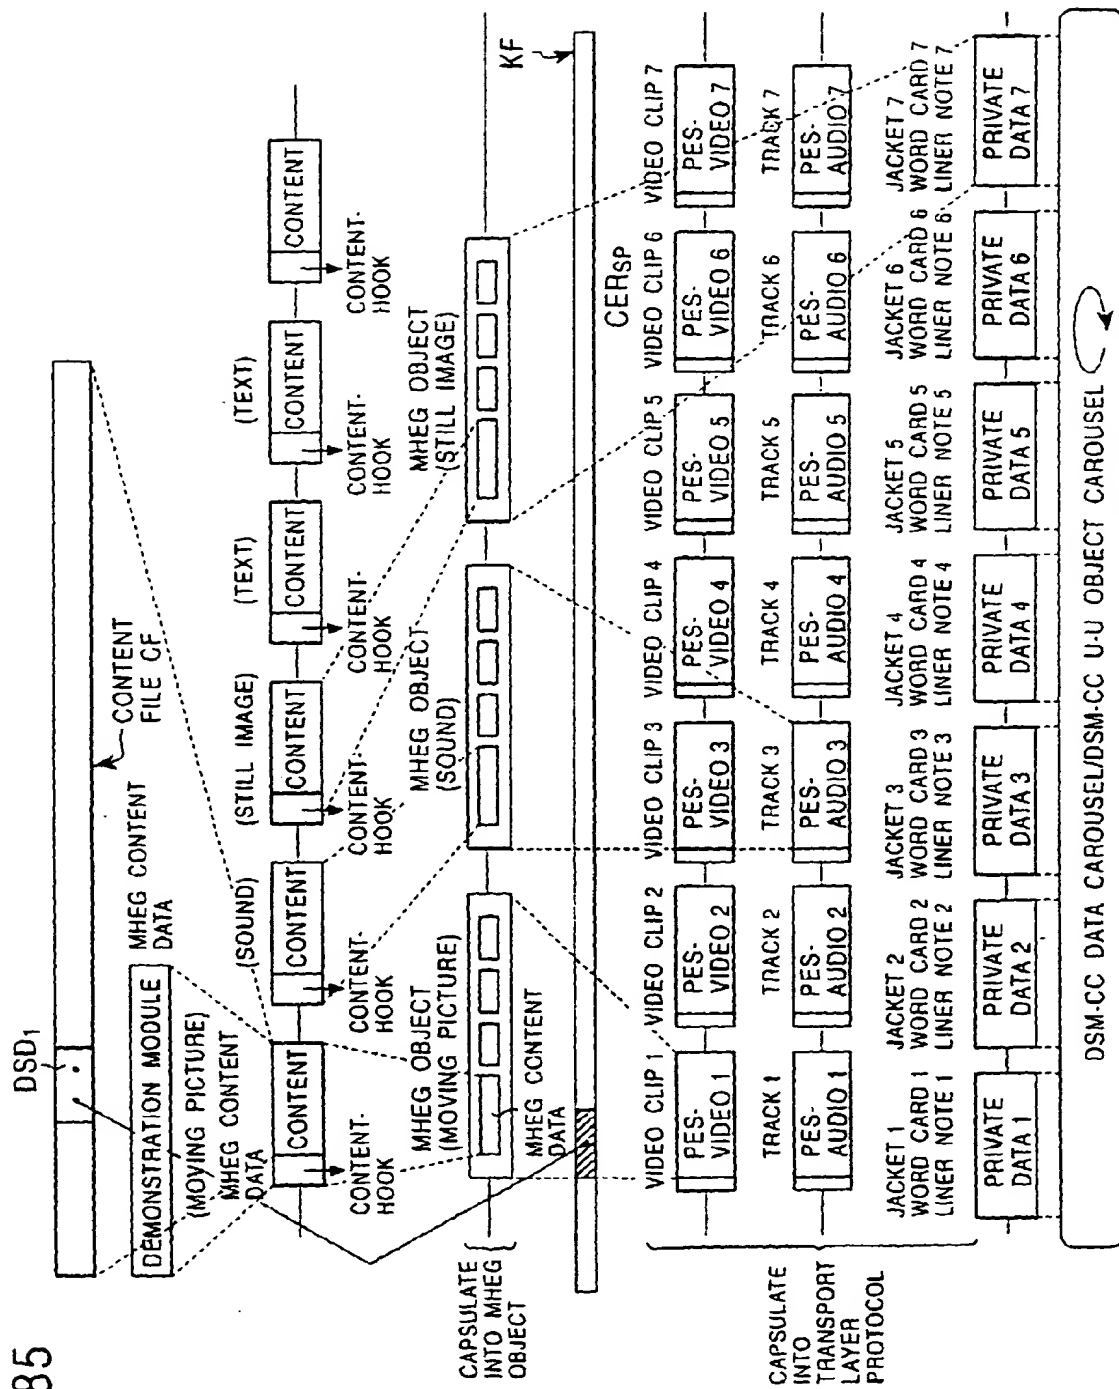 85
DSD1
CONTENT
FILE CF
DEMONSTRATION MODULE
MHEG CONTENT
DATA
(MOVING PICTURE)
MHEG CONTENT
DATA
(SOUND)
(STILL IMAGE)
(TEXT)
(TEXT)
CONTENT
CONTENT
CONTENT
CONTENT
CONTENT
CONTENT
CONTENT-
HOOK
CONTENT-
HOOK
CONTENT-
HOOK
CONTENT-
HOOK
CONTENT-
HOOK
CONTENT-
HOOK
CAPSULATE
INTO MHEG
OBJECT
MHEG OBJECT
(MOVING PICTURE)
MHEG CONTENT
DATA
MHEG OBJECT
(SOUND)
MHEG OBJECT
(STILL IMAGE)
KF
CERSP
CAPSULATE
INTO
TRANSPORT
LAYER
PROTOCOL
VIDEO CLIP 1
VIDEO CLIP 2
VIDEO CLIP 3
VIDEO CLIP 4
VIDEO CLIP 5
VIDEO CLIP 6
VIDEO CLIP 7
PES-
VIDEO 1
PES-
VIDEO 2
PES-
VIDEO 3
PES-
VIDEO 4
PES-
VIDEO 5
PES-
VIDEO 6
PES-
VIDEO 7
TRACK 1
TRACK 2
TRACK 3
TRACK 4
TRACK 5
TRACK 6
TRACK 7
PES-
AUDIO 1
PES-
AUDIO 2
PES-
AUDIO 3
PES-
AUDIO 4
PES-
AUDIO 5
PES-
AUDIO 6
PES-
AUDIO 7
JACKET 1
WORD CARD 1
LINER NOTE 1
JACKET 2
WORD CARD 2
LINER NOTE 2
JACKET 3
WORD CARD 3
LINER NOTE 3
JACKET 4
WORD CARD 4
LINER NOTE 4
JACKET 5
WORD CARD 5
LINER NOTE 5
JACKET 6
WORD CARD 6
LINER NOTE 6
JACKET 7
WORD CARD 7
LINER NOTE 7
PRIVATE
DATA 1
PRIVATE
DATA 2
PRIVATE
DATA 3
PRIVATE
DATA 4
PRIVATE
DATA 5
PRIVATE
DATA 6
PRIVATE
DATA 7
DSM-CC DATA CAROUSEL/DSM-CC U-U OBJECT CAROUSEL